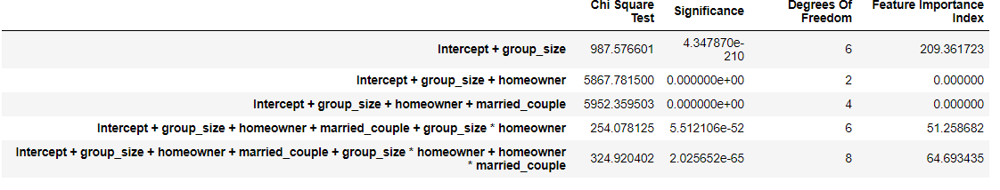 Chi Square Test Significance Degrees Of Freedom Feature Importance Index
Intercept + group_size 987.576601 4.347870e-210 6 209.361723
Intercept + group_size + homeowner 5867.781500 0.000000e+00 2 0.000000
Intercept + group_size + homeowner + married_couple 5952.359503 0.000000e+00 4 0.000000
Intercept + group_size + homeowner + married_couple + group_size * homeowner 254.078125 5.512106e-52 6 51.258682
Intercept + group_size + homeowner + married_couple + group_size * homeowner + homeowner * married_couple 324.920402 2.025652e-65 8 64.693435